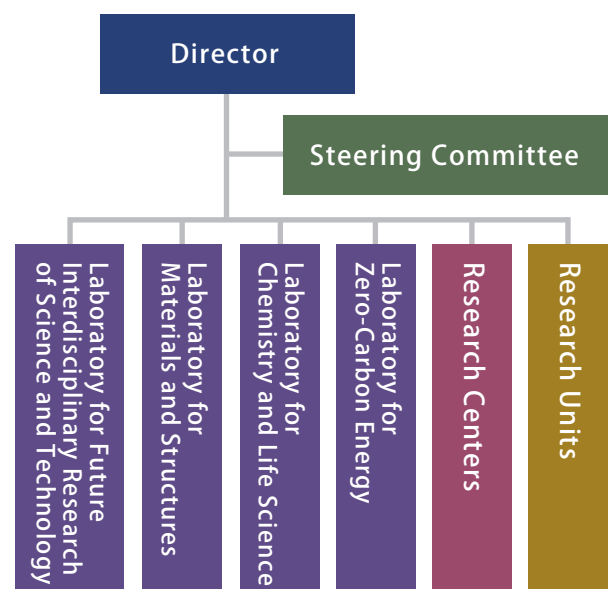 Director
Steering Committee
Laboratory for Future
Interdisciplinary Research
of Science and Technology
Laboratory for
Materials and Structures
Laboratory for
Chemistry and Life Science
Laboratory for
Zero-Carbon Energy
Research Centers
Research Units